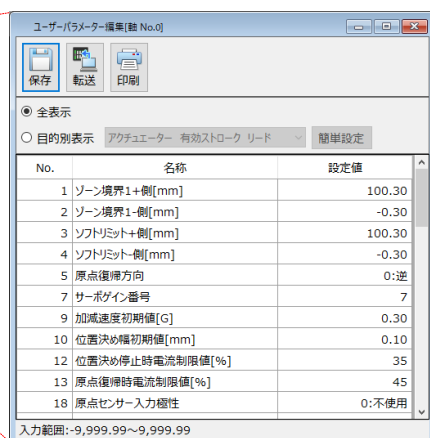 ユーザーパラメーター編集[軸 No.0]
保存 転送 印刷
全表示
目的別表示 アクチュエーター 有効ストローク リード 簡単設定
No. 名称 設定値
1 ゾーン境界1+側[mm] 100.30
2 ゾーン境界1-側[mm] -0.30
3 ソフトリミット+側[mm] 100.30
4 ソフトリミット-側[mm] -0.30
5 原点復帰方向 0:逆
7 サーボゲイン番号 7
9 加減速度初期値[G] 0.30
10 位置決め幅初期値[mm] 0.10
12 位置決め停止時電流制限値[%] 35
13 原点復帰時電流制限値[%] 45
18 原点センサー入力極性 0:不使用
入力範囲:-9,999.99～9,999.99